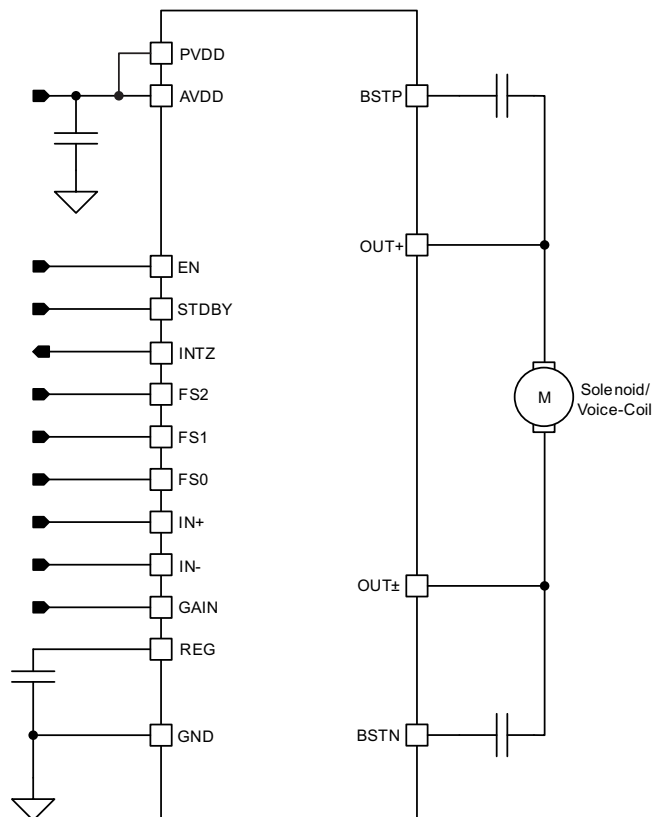 PVDD
AVDD
BSTP
OUT+
EN
STDBY
INTZ
FS2
FS1
FS0
IN+
IN-
GAIN
REG
GND
M
Solenoid/
Voice-Coil
OUT±
BSTN